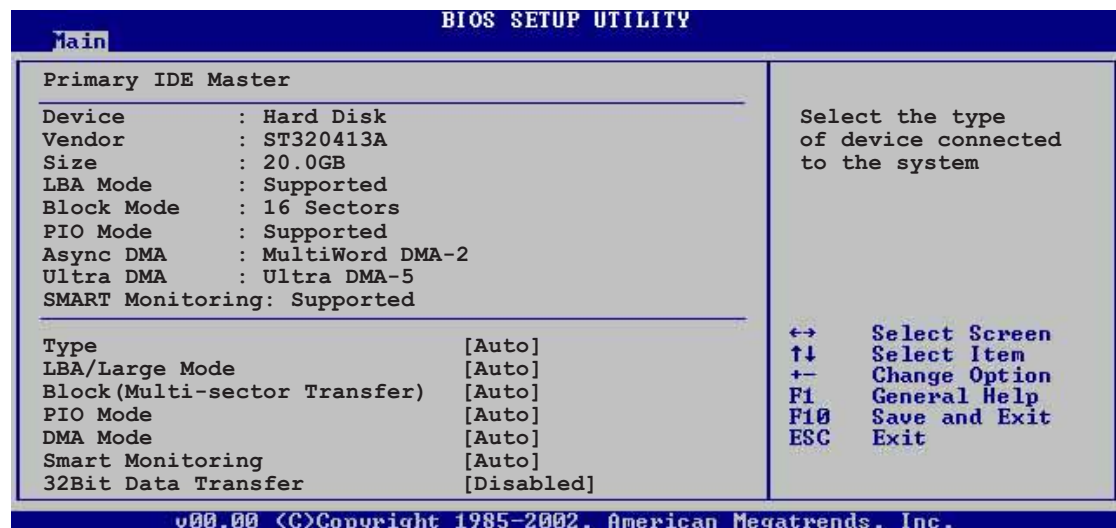 BIOS SETUP UTILITY
Main
Primary IDE Master
Device : Hard Disk
Vendor : ST320413A
Size : 20.0GB
LBA Mode : Supported
Block Mode : 16 Sectors
PIO Mode : Supported
Async DMA : MultiWord DMA-2
Ultra DMA : Ultra DMA-5
SMART Monitoring: Supported
Type [Auto]
LBA/Large Mode [Auto]
Block(Multi-sector Transfer) [Auto]
PIO Mode [Auto]
DMA Mode [Auto]
Smart Monitoring [Auto]
32Bit Data Transfer [Disabled]
Select the type
of device connected
to the system
←→ Select Screen
↑↓ Select Item
+- Change Option
F1 General Help
F10 Save and Exit
ESC Exit
v00.00 (C)Copyright 1985-2002, American Megatrends, Inc.